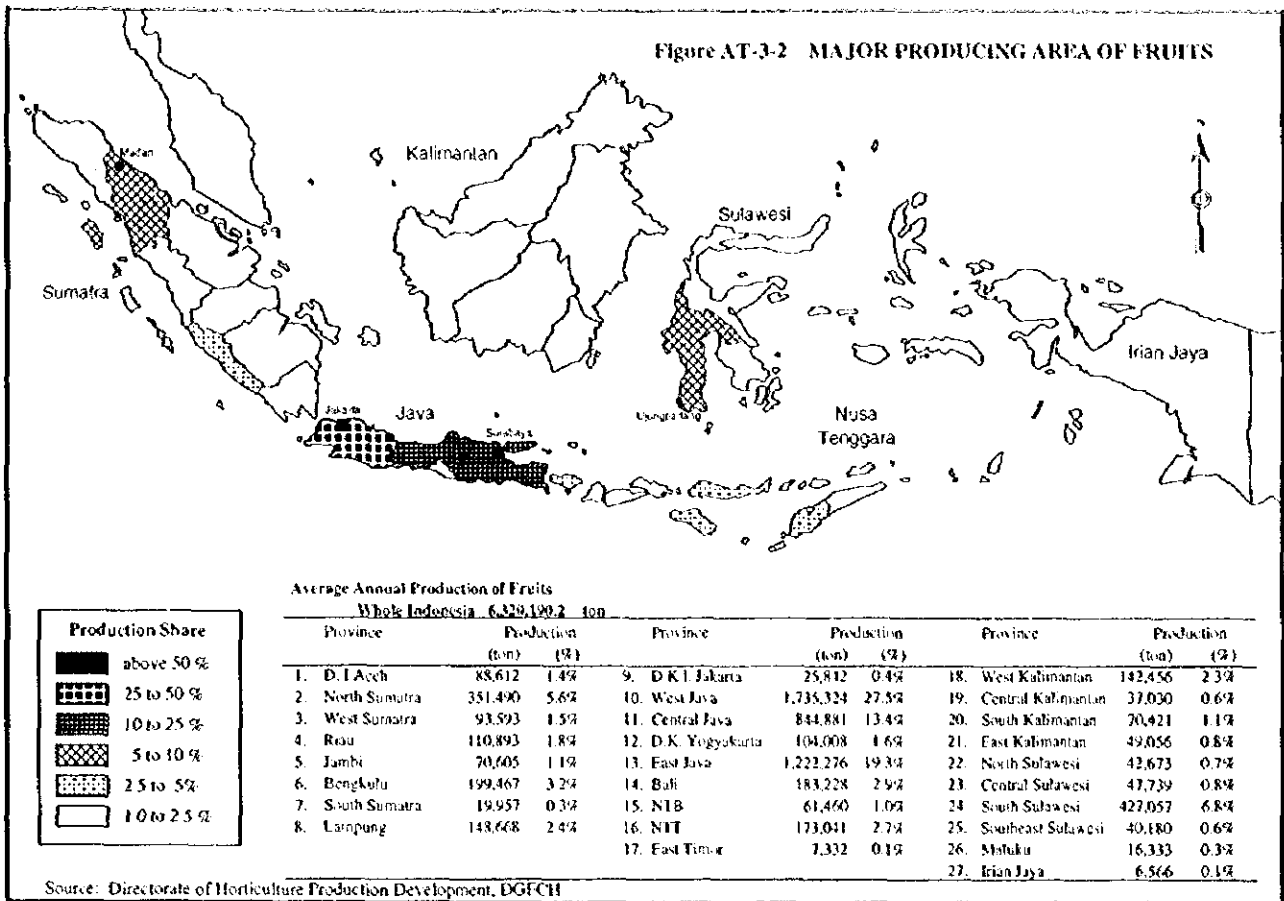 Figure AT-3-2 MAJOR PRODUCING AREA OF FRUITS
Medan
Kalimantan
Sulawesi
Sumatra
Irian Jaya
Jakarta
Java
Surabaya
Nusa
Tenggara
Average Annual Production of Fruits
Whole Indonesia 6,329,190.2 ton
Province Production Province Production Province Production
(ton) (%) (ton) (%) (ton) (%)
1. D.I Aceh 88,612 1.4% 9. D K I. Jakarta 25,812 0.4% 18. West Kalimantan 142,456 2.3%
2. North Sumatra 351,490 5.6% 10. West Java 1,735,324 27.5% 19. Central Kalimantan 37,030 0.6%
3. West Sumatra 93,593 1.5% 11. Central Java 844,881 13.4% 20. South Kalimantan 70,421 1.1%
4. Riau 110,893 1.8% 12. D.K. Yogyakarta 104,008 1.6% 21. East Kalimantan 49,056 0.8%
5. Jambi 70,605 1.1% 13. East Java 1,222,276 19.3% 22. North Sulawesi 42,673 0.7%
6. Bengkulu 199,467 3.2% 14. Bali 183,228 2.9% 23. Central Sulawesi 47,739 0.8%
7. South Sumatra 19,957 0.3% 15. NTB 61,460 1.0% 24 South Sulawesi 427,057 6.8%
8. Lampung 148,668 2.4% 16. NTT 173,041 2.7% 25. Southeast Sulawesi 40,180 0.6%
17. East Timor 7,332 0.1% 26. Maluku 16,333 0.3%
27. Irian Jaya 6,566 0.1%
Production Share
above 50 %
25 to 50 %
10 to 25 %
5 to 10 %
2.5 to 5%
1.0 to 2.5 %
Source: Directorate of Horticulture Production Development, DGFCH